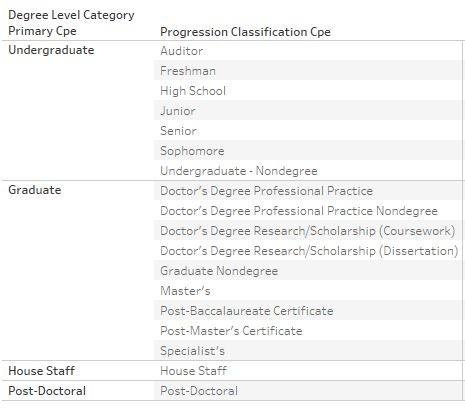 Degree Level Category
Primary Cpe Progression Classification Cpe
Undergraduate Auditor
Freshman
High School
Junior
Senior
Sophomore
Undergraduate - Nondegree
Graduate Doctor's Degree Professional Practice
Doctor's Degree Professional Practice Nondegree
Doctor's Degree Research/Scholarship (Coursework)
Doctor's Degree Research/Scholarship (Dissertation)
Graduate Nondegree
Master's
Post-Baccalaureate Certificate
Post-Master's Certificate
Specialist's
House Staff House Staff
Post-Doctoral Post-Doctoral